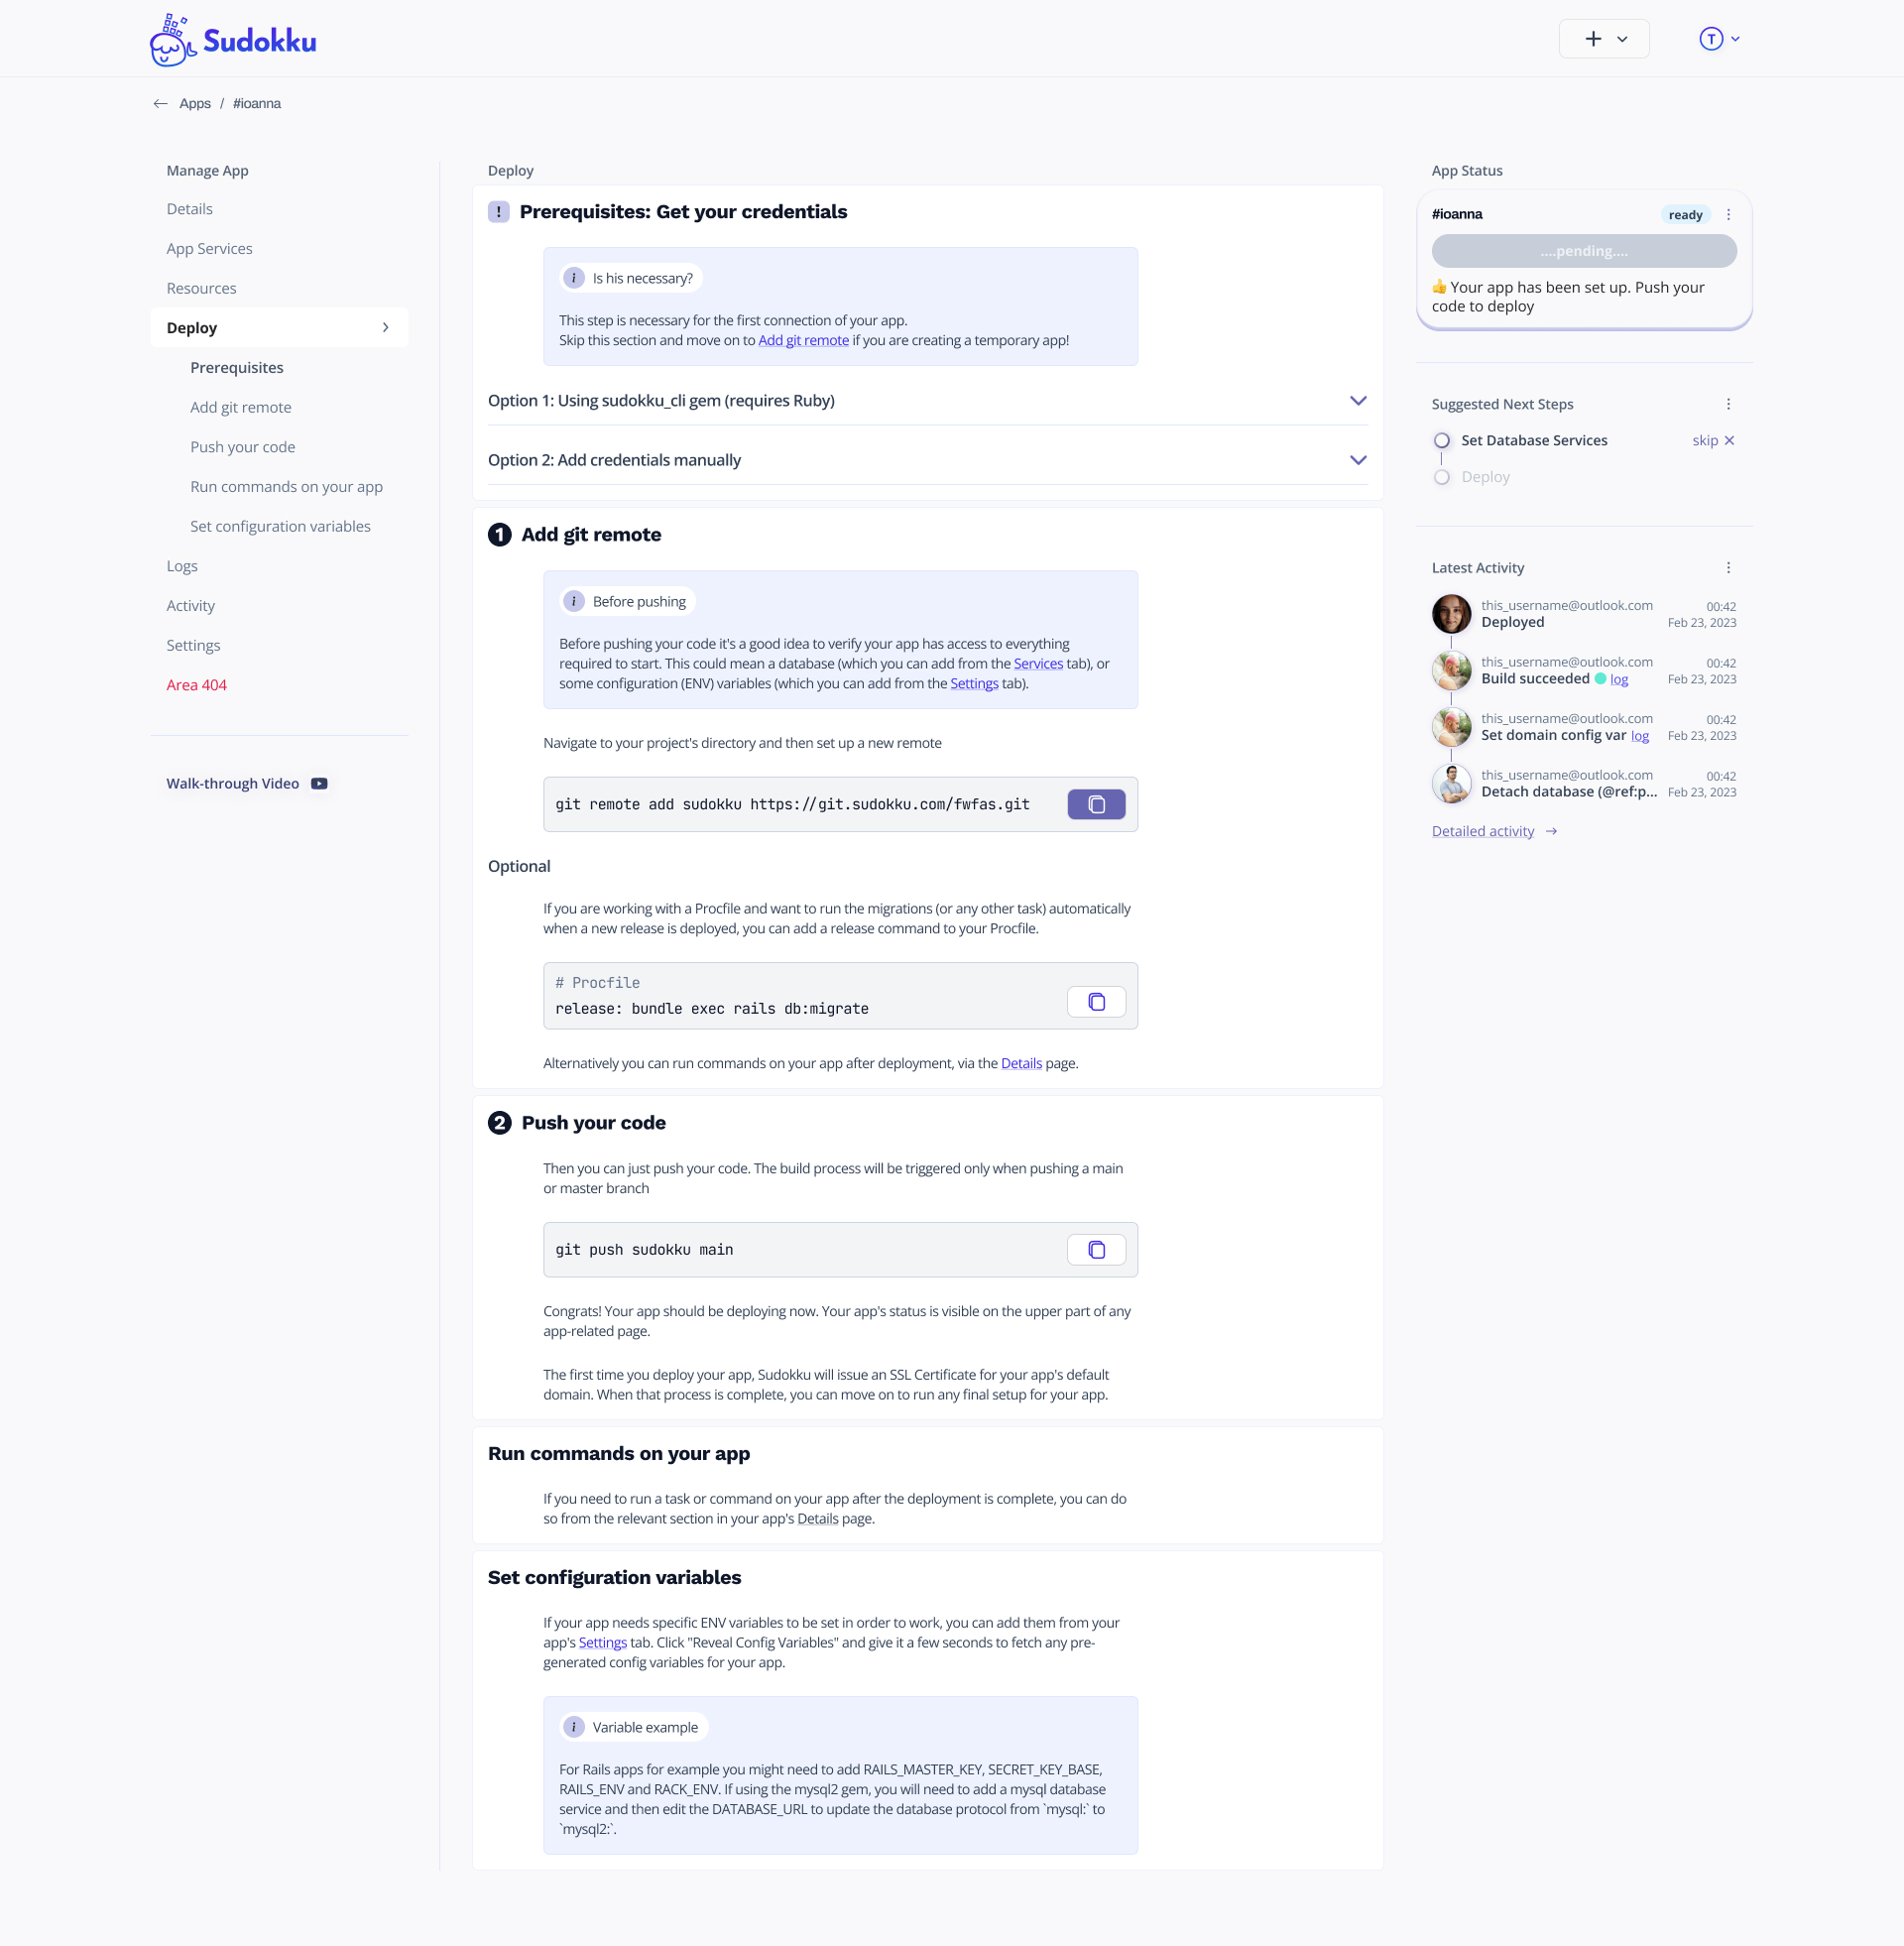 Sudokku
T
Apps / #ioanna
Manage App
Details
App Services
Resources
Deploy
Prerequisites
Add git remote
Push your code
Run commands on your app
Set configuration variables
Logs
Activity
Settings
Area 404
Walk-through Video
Deploy
! Prerequisites: Get your credentials
i Is his necessary?
This step is necessary for the first connection of your app.
Skip this section and move on to Add git remote if you are creating a temporary app!
Option 1: Using sudokku_cli gem (requires Ruby)
Option 2: Add credentials manually
1 Add git remote
i Before pushing
Before pushing your code it's a good idea to verify your app has access to everything
required to start. This could mean a database (which you can add from the Services tab), or
some configuration (ENV) variables (which you can add from the Settings tab).
Navigate to your project's directory and then set up a new remote
git remote add sudokku https://git.sudokku.com/fwfas.git
Optional
If you are working with a Procfile and want to run the migrations (or any other task) automatically
when a new release is deployed, you can add a release command to your Procfile.
# Procfile
release: bundle exec rails db:migrate
Alternatively you can run commands on your app after deployment, via the Details page.
2 Push your code
Then you can just push your code. The build process will be triggered only when pushing a main
or master branch
git push sudokku main
Congrats! Your app should be deploying now. Your app's status is visible on the upper part of any
app-related page.
The first time you deploy your app, Sudokku will issue an SSL Certificate for your app's default
domain. When that process is complete, you can move on to run any final setup for your app.
Run commands on your app
If you need to run a task or command on your app after the deployment is complete, you can do
so from the relevant section in your app's Details page.
Set configuration variables
If your app needs specific ENV variables to be set in order to work, you can add them from your
app's Settings tab. Click "Reveal Config Variables" and give it a few seconds to fetch any pre-
generated config variables for your app.
i Variable example
For Rails apps for example you might need to add RAILS_MASTER_KEY, SECRET_KEY_BASE,
RAILS_ENV and RACK_ENV. If using the mysql2 gem, you will need to add a mysql database
service and then edit the DATABASE_URL to update the database protocol from `mysql:` to
`mysql2:`.
App Status
#ioanna ready
....pending....
👍 Your app has been set up. Push your
code to deploy
Suggested Next Steps
Set Database Services skip
Deploy
Latest Activity
this_username@outlook.com 00:42
Deployed Feb 23, 2023
this_username@outlook.com 00:42
Build succeeded log Feb 23, 2023
this_username@outlook.com 00:42
Set domain config var log Feb 23, 2023
this_username@outlook.com 00:42
Detach database (@ref:p... Feb 23, 2023
Detailed activity